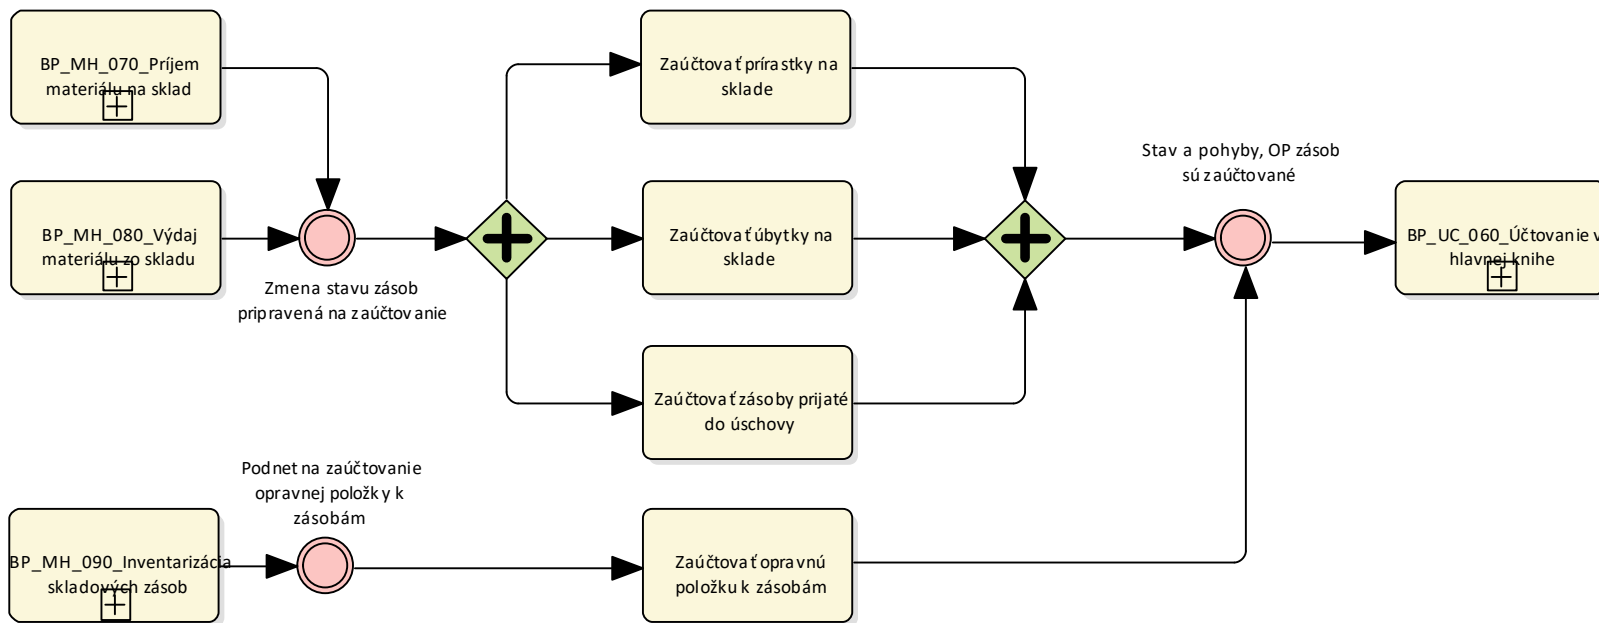 BP_MH_070_Príjem
materiálu na sklad
BP_MH_080_Výdaj
materiálu zo skladu
Zmena stavu zásob
pripravená na zaúčtovanie
Zaúčtovať prírastky na
sklade
Zaúčtovať úbytky na
sklade
Zaúčtovať zásoby prijaté
do úschovy
Stav a pohyby, OP zásob
sú zaúčtované
BP_UC_060_Účtovanie v
hlavnej knihe
Podnet na zaúčtovanie
opravnej položky k
zásobám
BP_MH_090_Inventarizácia
skladových zásob
Zaúčtovať opravnú
položku k zásobám